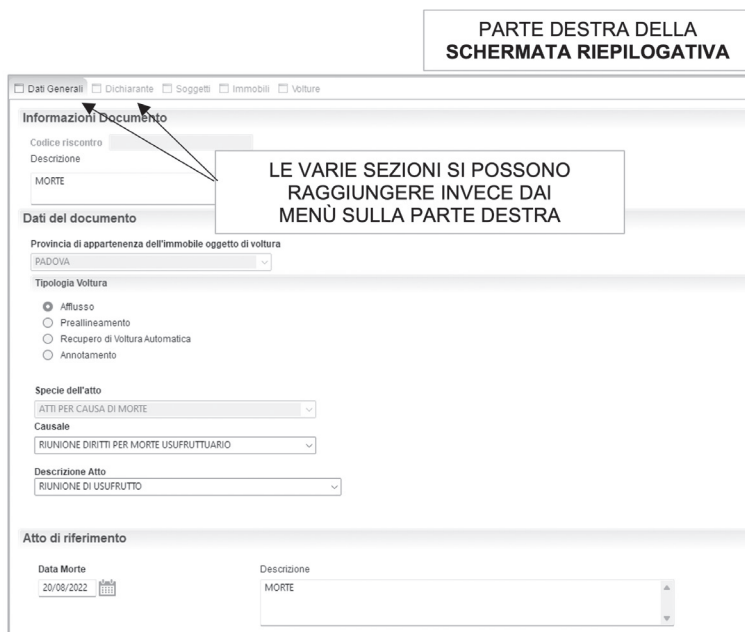 PARTE DESTRA DELLA
SCHERMATA RIEPILOGATIVA
Dati Generali Dichiarante Soggetti Immobili Volture
Informazioni Documento
Codice riscontro
Descrizione
MORTE
LE VARIE SEZIONI SI POSSONO
RAGGIUNGERE INVECE DAI
MENÙ SULLA PARTE DESTRA
Dati del documento
Provincia di appartenenza dell'immobile oggetto di voltura
PADOVA
Tipologia Voltura
Afflusso
Preallineamento
Recupero di Voltura Automatica
Annotamento
Specie dell'atto
ATTI PER CAUSA DI MORTE
Causale
RIUNIONE DIRITTI PER MORTE USUFRUTTUARIO
Descrizione Atto
RIUNIONE DI USUFRUTTO
Atto di riferimento
Data Morte
Descrizione
20/08/2022
MORTE